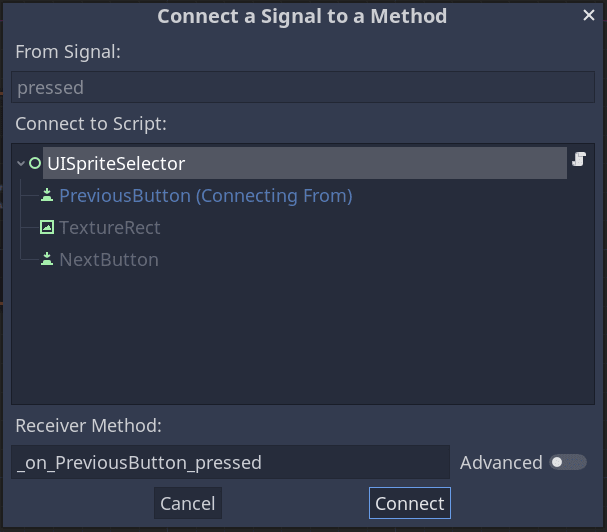 Connect a Signal to a Method
From Signal:
pressed
Connect to Script:
UISpriteSelector
PreviousButton (Connecting From)
TextureRect
NextButton
Receiver Method:
_on_PreviousButton_pressed
Advanced
Cancel
Connect